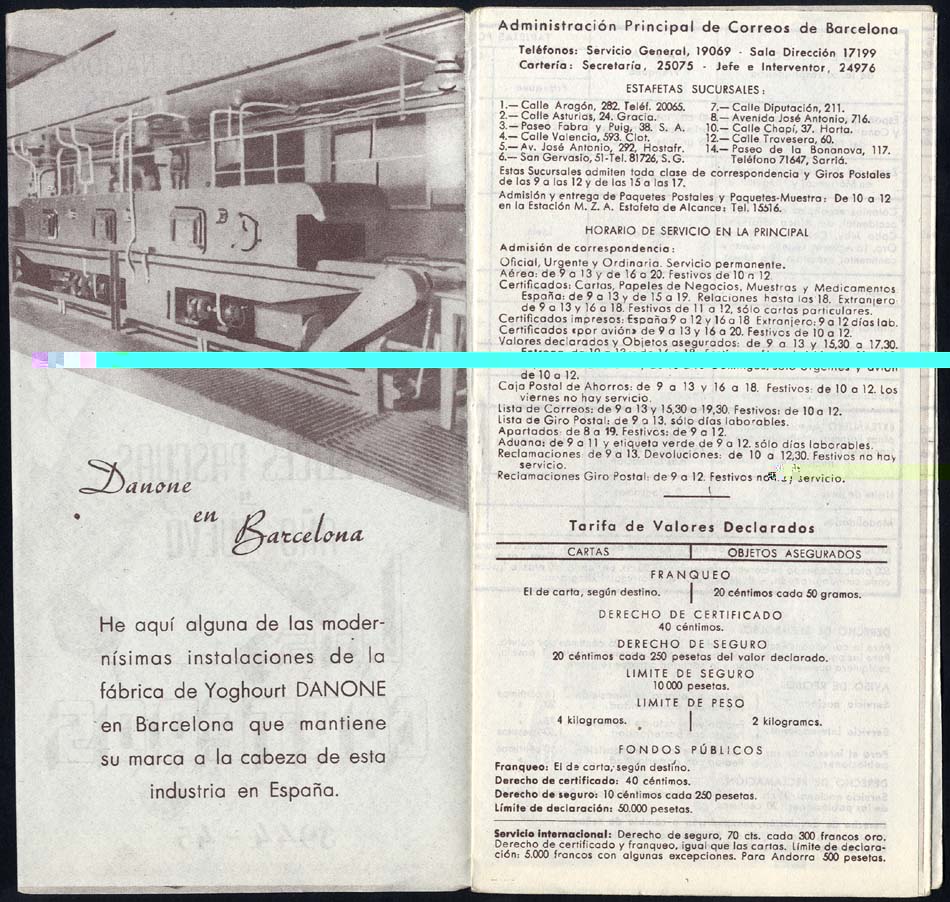 Danone
en
Barcelona
He aquí alguna de las moder-
nísimas instalaciones de la
fábrica de Yoghourt DANONE
en Barcelona que mantiene
su marca a la cabeza de esta
industria en España.
Administración Principal de Correos de Barcelona
Teléfonos: Servicio General, 19069 - Sala Dirección 17199
Cartería: Secretaría, 25075 - Jefe e Interventor, 24976
ESTAFETAS SUCURSALES:
1.—Calle Aragón, 282. Teléf. 20065.
2.—Calle Asturias, 24. Gracia.
3.—Paseo Fabra y Puig, 38. S. A.
4.—Calle Valencia, 593. Clot.
5.—Av. José Antonio, 292, Hostafr.
6.—San Gervasio, 51-Tel. 81726, S.G.
7.—Calle Diputación, 211.
8.—Avenida José Antonio, 716.
10.—Calle Chapí, 37. Horta.
12.—Calle Travesera, 60.
14.—Paseo de la Bonanova, 117.
Teléfono 71647, Sarriá.
Estas Sucursales admiten toda clase de correspondencia y Giros Postales
de las 9 a las 12 y de las 15 a las 17.
Admisión y entrega de Paquetes Postales y Paquetes-Muestra: De 10 a 12
en la Estación M. Z. A. Estafeta de Alcance: Tel. 15516.
HORARIO DE SERVICIO EN LA PRINCIPAL
Admisión de correspondencia:
Oficial, Urgente y Ordinaria. Servicio permanente.
Aérea: de 9 a 13 y de 16 a 20. Festivos de 10 a 12.
Certificados: Cartas, Papeles de Negocios, Muestras y Medicamentos
España: de 9 a 13 y de 15 a 19. Relaciones hasta las 18. Extranjero:
de 9 a 13 y 16 a 18. Festivos de 11 a 12, sólo cartas particulares.
Certificados impresos: España 9 a 12 y 16 a 18 Extranjero: 9 a 12 días lab.
Certificados «por avión» de 9 a 13 y 16 a 20. Festivos de 10 a 12.
Valores declarados y Objetos asegurados: de 9 a 13 y 15,30 a 17.30.
sólo urgentes y avión
de 10 a 12.
Caja Postal de Ahorros: de 9 a 13 y 16 a 18. Festivos: de 10 a 12. Los
viernes no hay servicio.
Lista de Correos: de 9 a 13 y 15,30 a 19,30. Festivos: de 10 a 12.
Lista de Giro Postal: de 9 a 13, sólo días laborables.
Apartados: de 8 a 19. Festivos: de 9 a 12.
Aduana: de 9 a 11 y etiqueta verde de 9 a 12. sólo días laborables.
Reclamaciones: de 9 a 13. Devoluciones: de 10 a 12,30. Festivos no hay
servicio.
Reclamaciones Giro Postal: de 9 a 12. Festivos servicio.
Tarifa de Valores Declarados
CARTAS OBJETOS ASEGURADOS
FRANQUEO
El de carta, según destino. 20 céntimos cada 50 gramos.
DERECHO DE CERTIFICADO
40 céntimos.
DERECHO DE SEGURO
20 céntimos cada 250 pesetas del valor declarado.
LIMITE DE SEGURO
10 000 pesetas.
LIMITE DE PESO
4 kilogramos. 2 kilogramos.
FONDOS PÚBLICOS
Franqueo: El de carta, según destino.
Derecho de certificado: 40 céntimos.
Derecho de seguro: 10 céntimos cada 250 pesetas.
Límite de declaración: 50.000 pesetas.
Servicio internacional: Derecho de seguro, 70 cts. cada 300 francos oro.
Derecho de certificado y franqueo, igual que las cartas. Límite de declara-
ción: 5.000 francos con algunas excepciones. Para Andorra 500 pesetas.